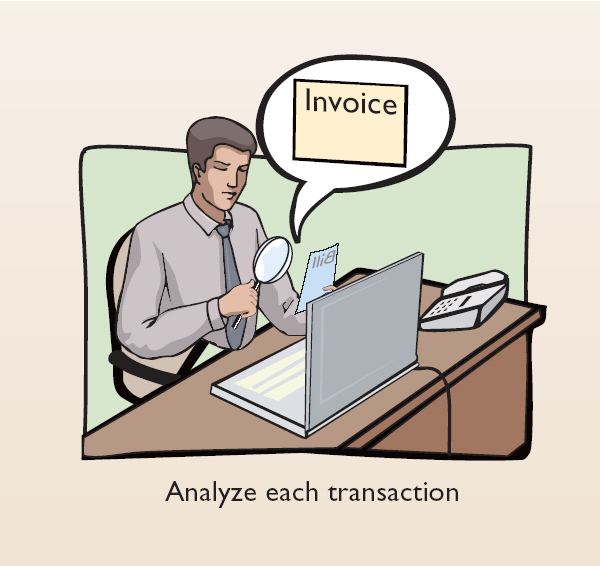 Invoice
Bill
Analyze each transaction